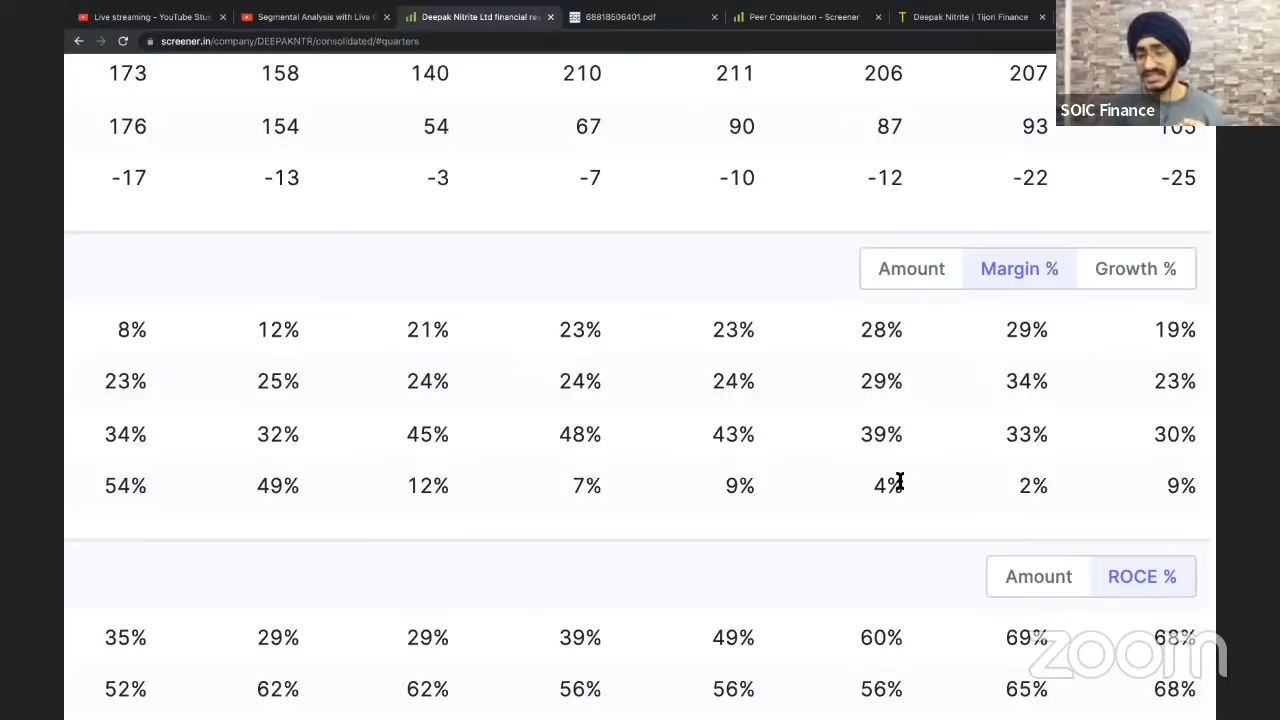 Live streaming - YouTube Stu
Segmental Analysis with Live C
Deepak Nitrite Ltd financial re
68818506401.pdf
Peer Comparison - Screener
Deepak Nitrite | Tijori Finance
screener.in/company/DEEPAKNTR/consolidated/#quarters
SOIC Finance
173 158 140 210 211 206 207
176 154 54 67 90 87 93 105
-17 -13 -3 -7 -10 -12 -22 -25
Amount Margin % Growth %
8% 12% 21% 23% 23% 28% 29% 19%
23% 25% 24% 24% 24% 29% 34% 23%
34% 32% 45% 48% 43% 39% 33% 30%
54% 49% 12% 7% 9% 4% 2% 9%
Amount ROCE %
35% 29% 29% 39% 49% 60% 69% 68%
52% 62% 62% 56% 56% 56% 65% 68%
zoom